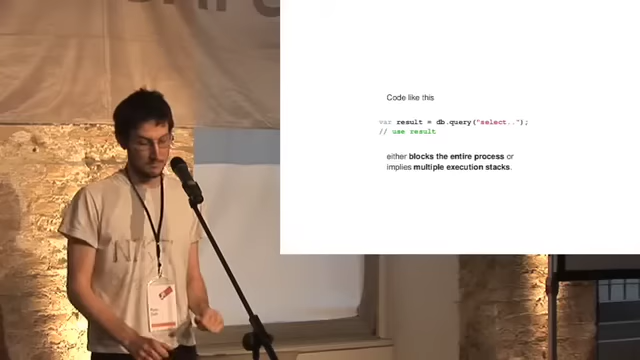 Code like this
var result = db.query("select..");
// use result
either blocks the entire process or
implies multiple execution stacks.